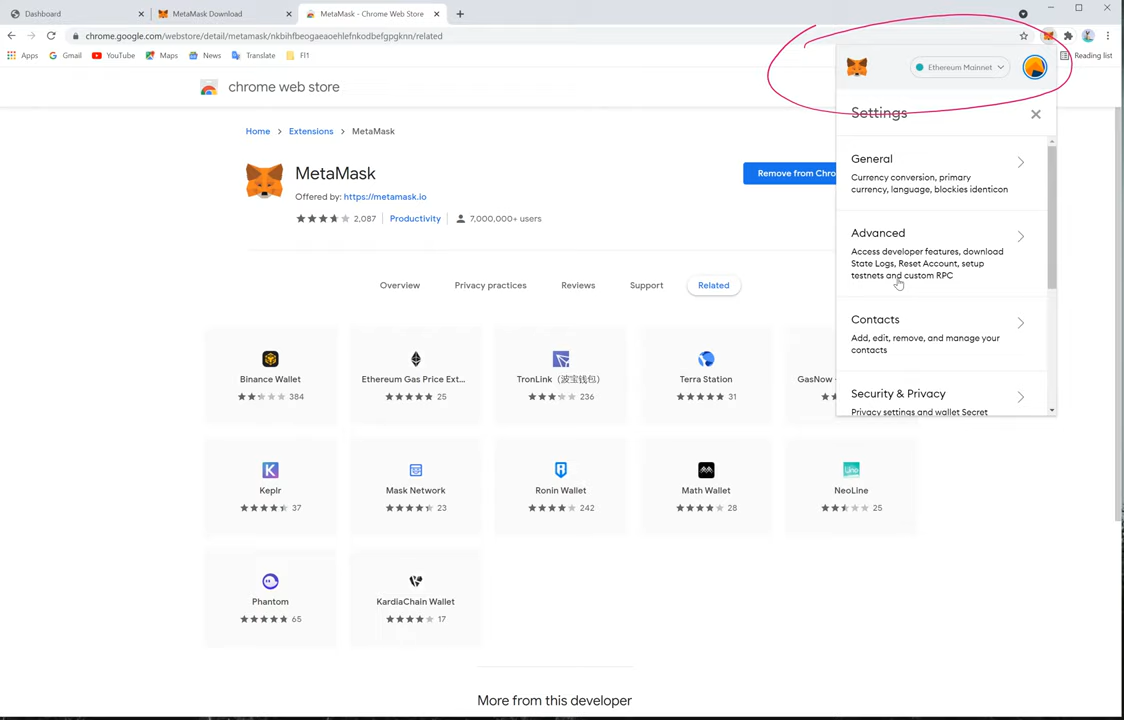 Dashboard
MetaMask Download
MetaMask - Chrome Web Store
chrome.google.com/webstore/detail/metamask/nkbihfbeogaeaoehlefnkodbefgpgknn/related
Apps
Gmail
YouTube
Maps
News
Translate
FI1
Reading list
chrome web store
Ethereum Mainnet
Settings
Home
Extensions
MetaMask
MetaMask
Offered by: https://metamask.io
2,087
Productivity
7,000,000+ users
Remove from Chro
General
Currency conversion, primary
currency, language, blockies identicon
Advanced
Access developer features, download
State Logs, Reset Account, setup
testnets and custom RPC
Contacts
Add, edit, remove, and manage your
contacts
Security & Privacy
Privacy settings and wallet Secret
Overview
Privacy practices
Reviews
Support
Related
Binance Wallet
384
Ethereum Gas Price Ext...
25
TronLink（波宝钱包）
236
Terra Station
31
GasNow -
Keplr
37
Mask Network
23
Ronin Wallet
242
Math Wallet
28
Line
NeoLine
25
Phantom
65
KardiaChain Wallet
17
More from this developer